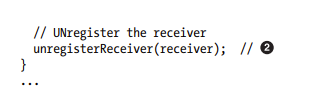 // UNregister the receiver
unregisterReceiver(receiver);  // ❷
}
...